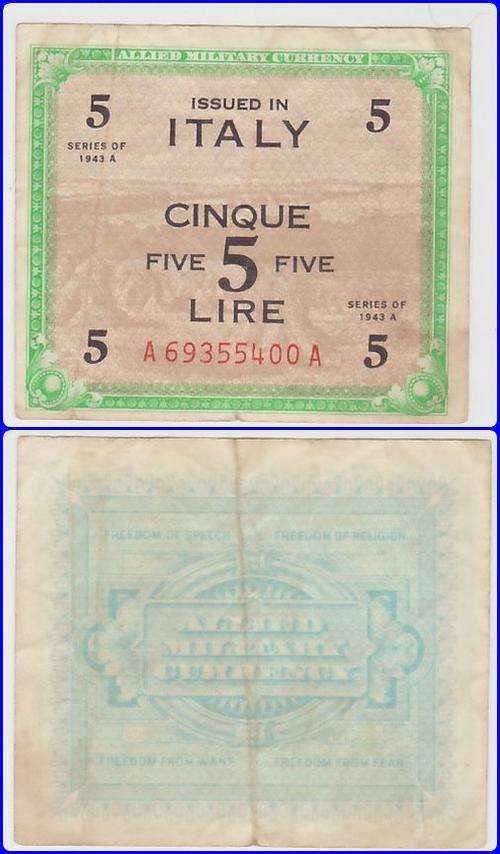 ALLIED MILITARY CURRENCY
5 ISSUED IN 5
ITALY
SERIES OF
1943 A
CINQUE
FIVE 5 FIVE
LIRE
SERIES OF
1943 A
5 A69355400A 5
FREEDOM OF SPEECH FREEDOM OF RELIGION
ALLIED
MILITARY
CURRENCY
FREEDOM FROM WANT FREEDOM FROM FEAR